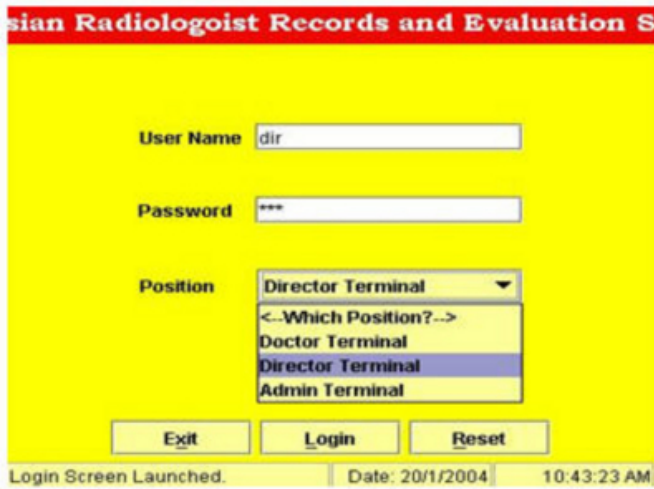 sian Radiologoist Records and Evaluation S
User Name dir
Password ***
Position Director Terminal
<--Which Position?-->
Doctor Terminal
Director Terminal
Admin Terminal
Exit Login Reset
Login Screen Launched. Date: 20/1/2004 10:43:23 AM